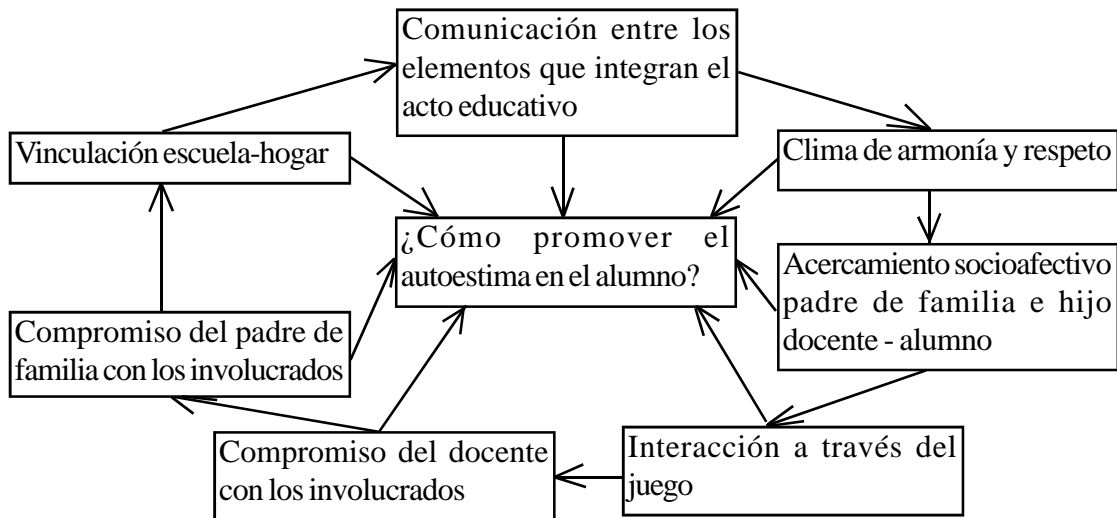 Comunicación entre los
elementos que integran el
acto educativo
Vinculación escuela-hogar
Clima de armonía y respeto
¿Cómo promover el
autoestima en el alumno?
Acercamiento socioafectivo
padre de familia e hijo
docente - alumno
Compromiso del padre de
familia con los involucrados
Compromiso del docente
con los involucrados
Interacción a través del
juego